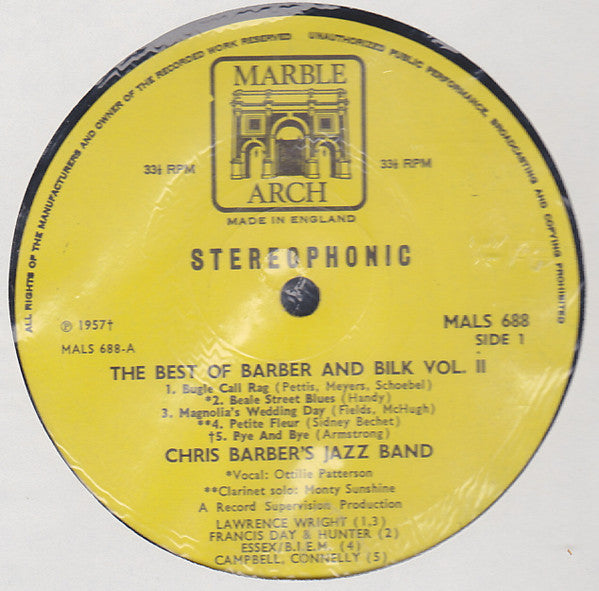 ALL RIGHTS OF THE MANUFACTURERS AND OWNER OF THE RECORDED WORK RESERVED
UNAUTHORIZED PUBLIC PERFORMANCE, BROADCASTING AND COPYING PROHIBITED
MARBLE
ARCH
33⅓ RPM
33⅓ RPM
MADE IN ENGLAND
STEREOPHONIC
℗ 1957†
MALS 688-A
MALS 688
SIDE 1
THE BEST OF BARBER AND BILK VOL. II
1. Bugle Call Rag (Pettis, Meyers, Schoebel)
*2. Beale Street Blues (Handy)
3. Magnolia's Wedding Day (Fields, McHugh)
**4. Petite Fleur (Sidney Bechet)
†5. Pye And Bye (Armstrong)
CHRIS BARBER'S JAZZ BAND
*Vocal: Ottilie Patterson
**Clarinet solo: Monty Sunshine
A Record Supervision Production
LAWRENCE WRIGHT (1,3)
FRANCIS DAY & HUNTER (2)
ESSEX/B.I.E.M. (4)
CAMPBELL, CONNELLY (5)